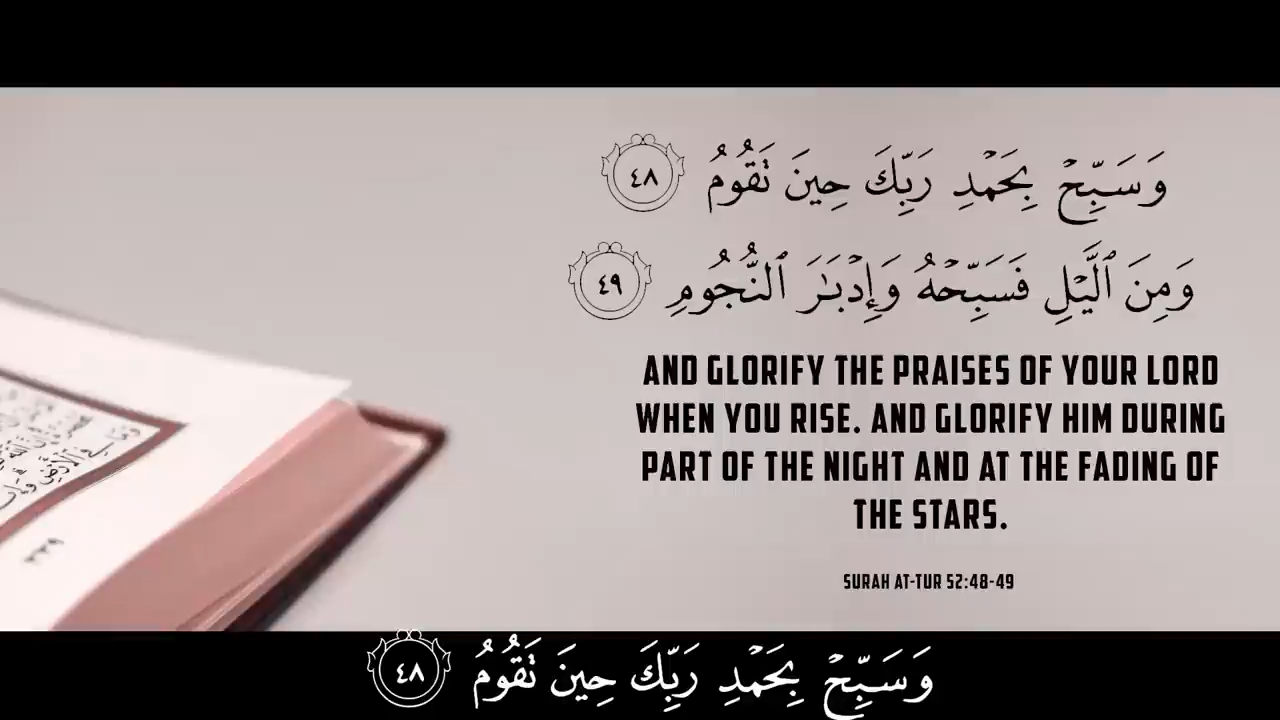 وَسَبِّحْ بِحَمْدِ رَبِّكَ حِينَ تَقُومُ ٤٨
وَمِنَ ٱلَّيْلِ فَسَبِّحْهُ وَإِدْبَٰرَ ٱلنُّجُومِ ٤٩
AND GLORIFY THE PRAISES OF YOUR LORD
WHEN YOU RISE. AND GLORIFY HIM DURING
PART OF THE NIGHT AND AT THE FADING OF
THE STARS.
SURAH AT-TUR 52:48-49
وَسَبِّحْ بِحَمْدِ رَبِّكَ حِينَ تَقُومُ ٤٨